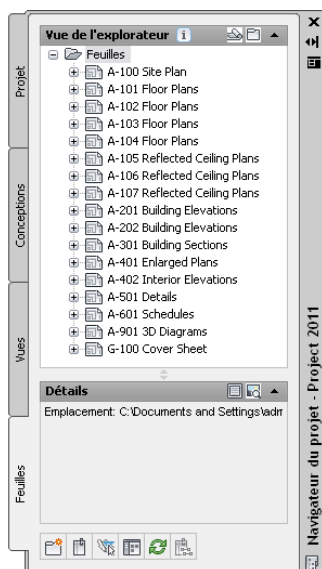 Vue de l'explorateur
Feuilles
A-100 Site Plan
A-101 Floor Plans
A-102 Floor Plans
A-103 Floor Plans
A-104 Floor Plans
A-105 Reflected Ceiling Plans
A-106 Reflected Ceiling Plans
A-107 Reflected Ceiling Plans
A-201 Building Elevations
A-202 Building Elevations
A-301 Building Sections
A-401 Enlarged Plans
A-402 Interior Elevations
A-501 Details
A-601 Schedules
A-901 3D Diagrams
G-100 Cover Sheet
Détails
Emplacement: C:\Documents and Settings\adm
Projet
Conceptions
Vues
Feuilles
Navigateur du projet - Project 2011